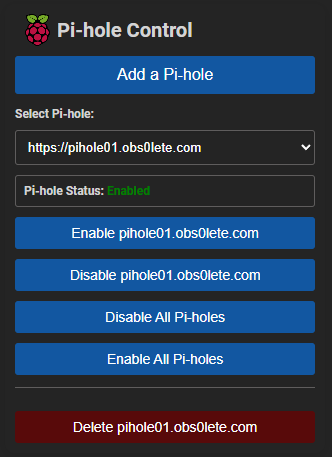 Pi-hole Control
Add a Pi-hole
Select Pi-hole:
https://pihole01.obs0lete.com
Pi-hole Status: Enabled
Enable pihole01.obs0lete.com
Disable pihole01.obs0lete.com
Disable All Pi-holes
Enable All Pi-holes
Delete pihole01.obs0lete.com